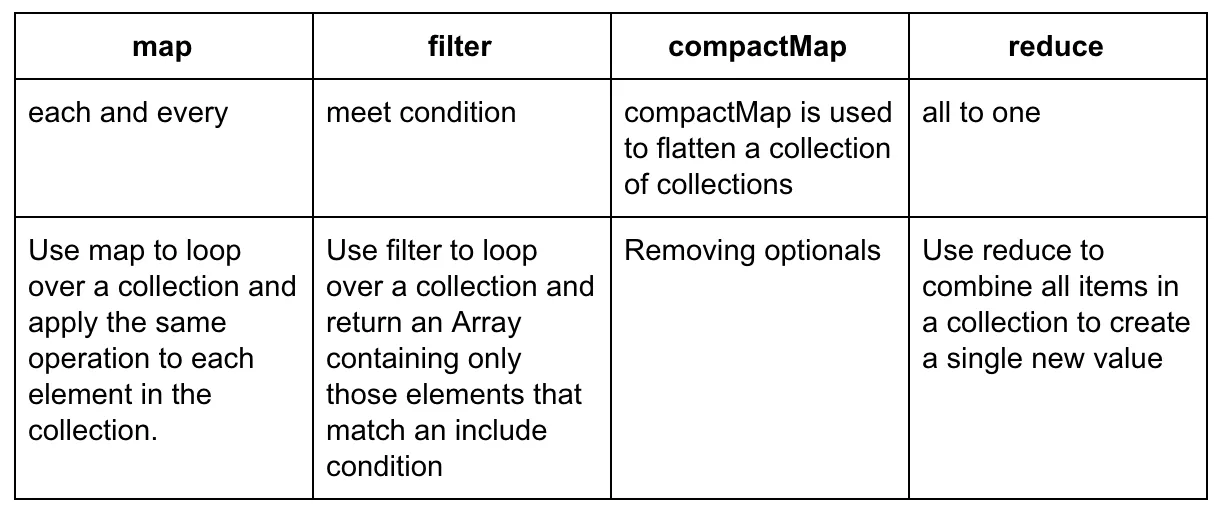 map
filter
compactMap
reduce
each and every
meet condition
compactMap is used
to flatten a collection
of collections
all to one
Use map to loop
over a collection and
apply the same
operation to each
element in the
collection.
Use filter to loop
over a collection and
return an Array
containing only
those elements that
match an include
condition
Removing optionals
Use reduce to
combine all items in
a collection to create
a single new value